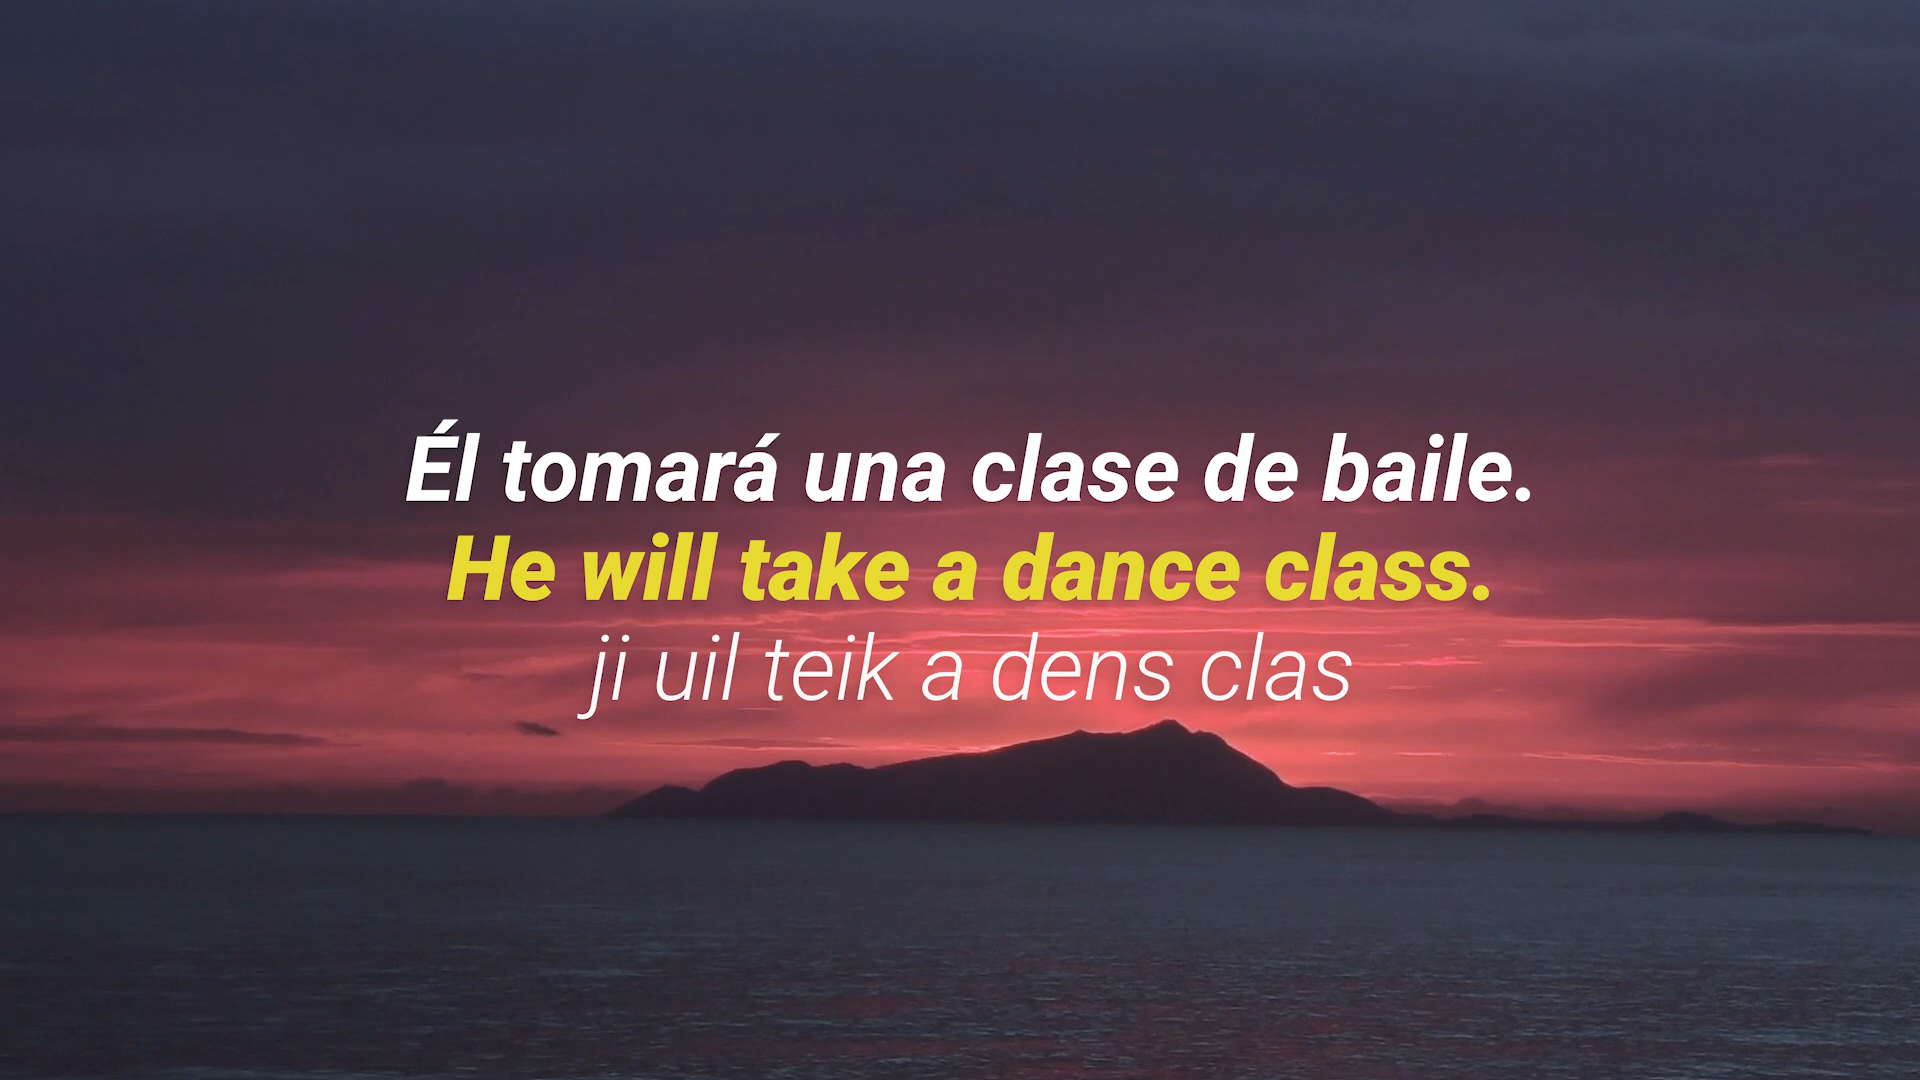 Él tomará una clase de baile.
He will take a dance class.
ji uil teik a dens clas